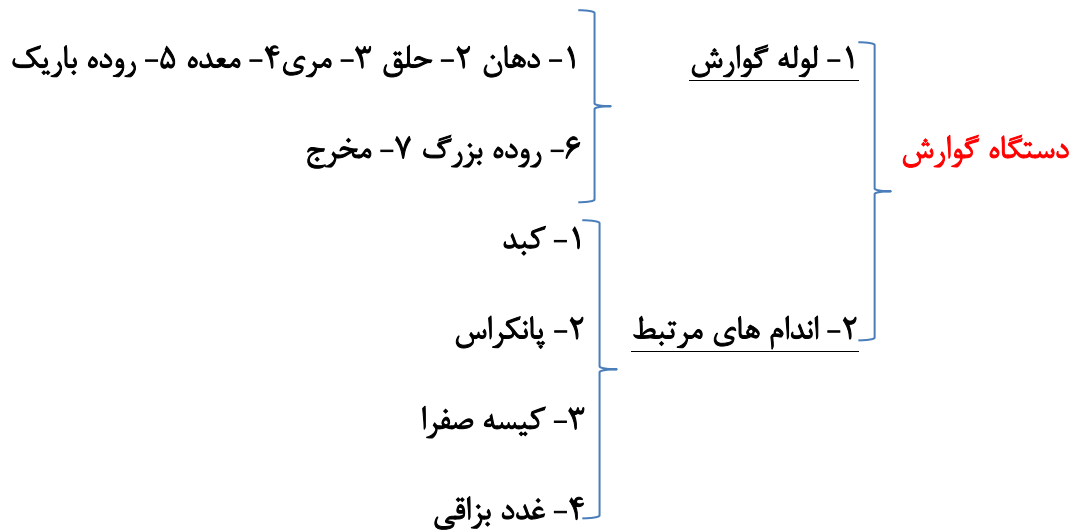 دستگاه گوارش
۱- لوله گوارش
۱- دهان ۲- حلق ۳- مری۴- معده ۵- روده باریک
۶- روده بزرگ ۷- مخرج
۲- اندام های مرتبط
۱- کبد
۲- پانکراس
۳- کیسه صفرا
۴- غدد بزاقی